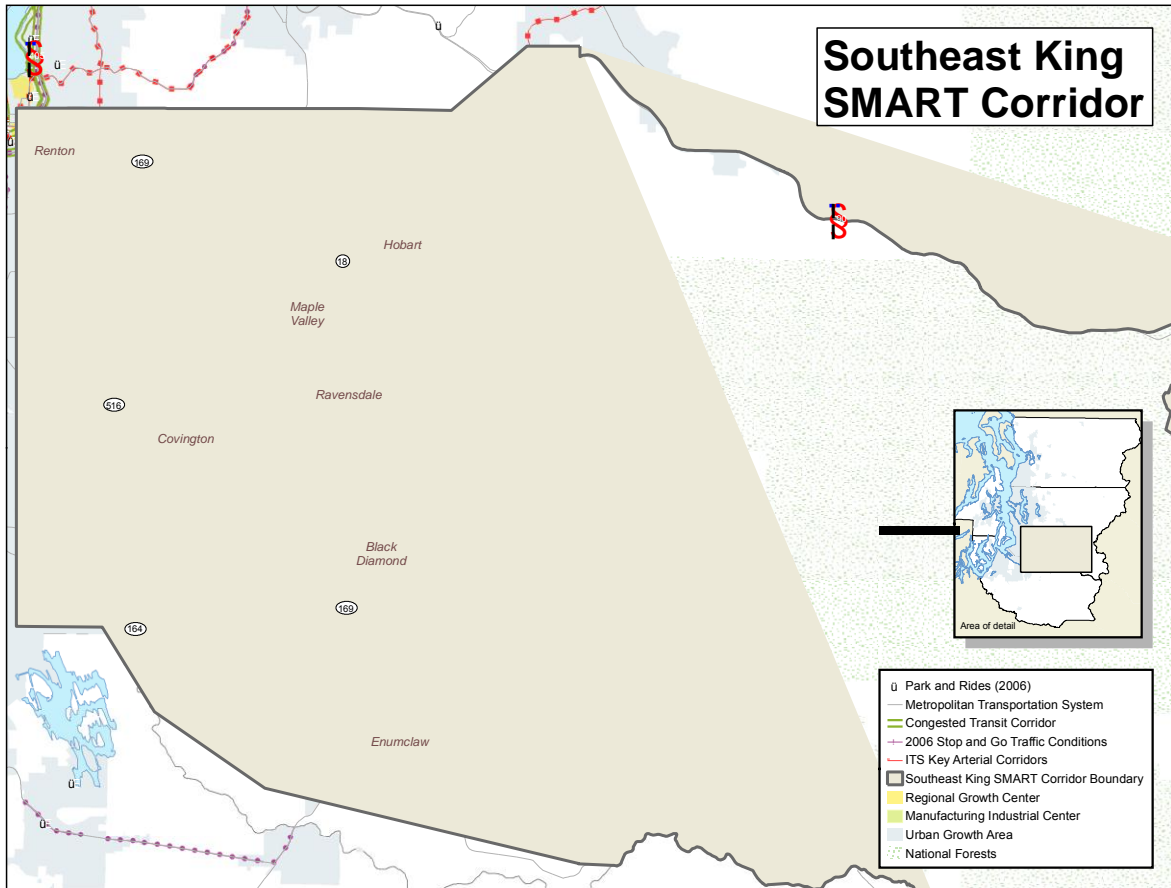 Southeast King
SMART Corridor
Renton
169
Hobart
18
Maple
Valley
Ravensdale
516
Covington
Black
Diamond
169
164
Enumclaw
Area of detail
ü Park and Rides (2006)
Metropolitan Transportation System
Congested Transit Corridor
2006 Stop and Go Traffic Conditions
ITS Key Arterial Corridors
Southeast King SMART Corridor Boundary
Regional Growth Center
Manufacturing Industrial Center
Urban Growth Area
National Forests